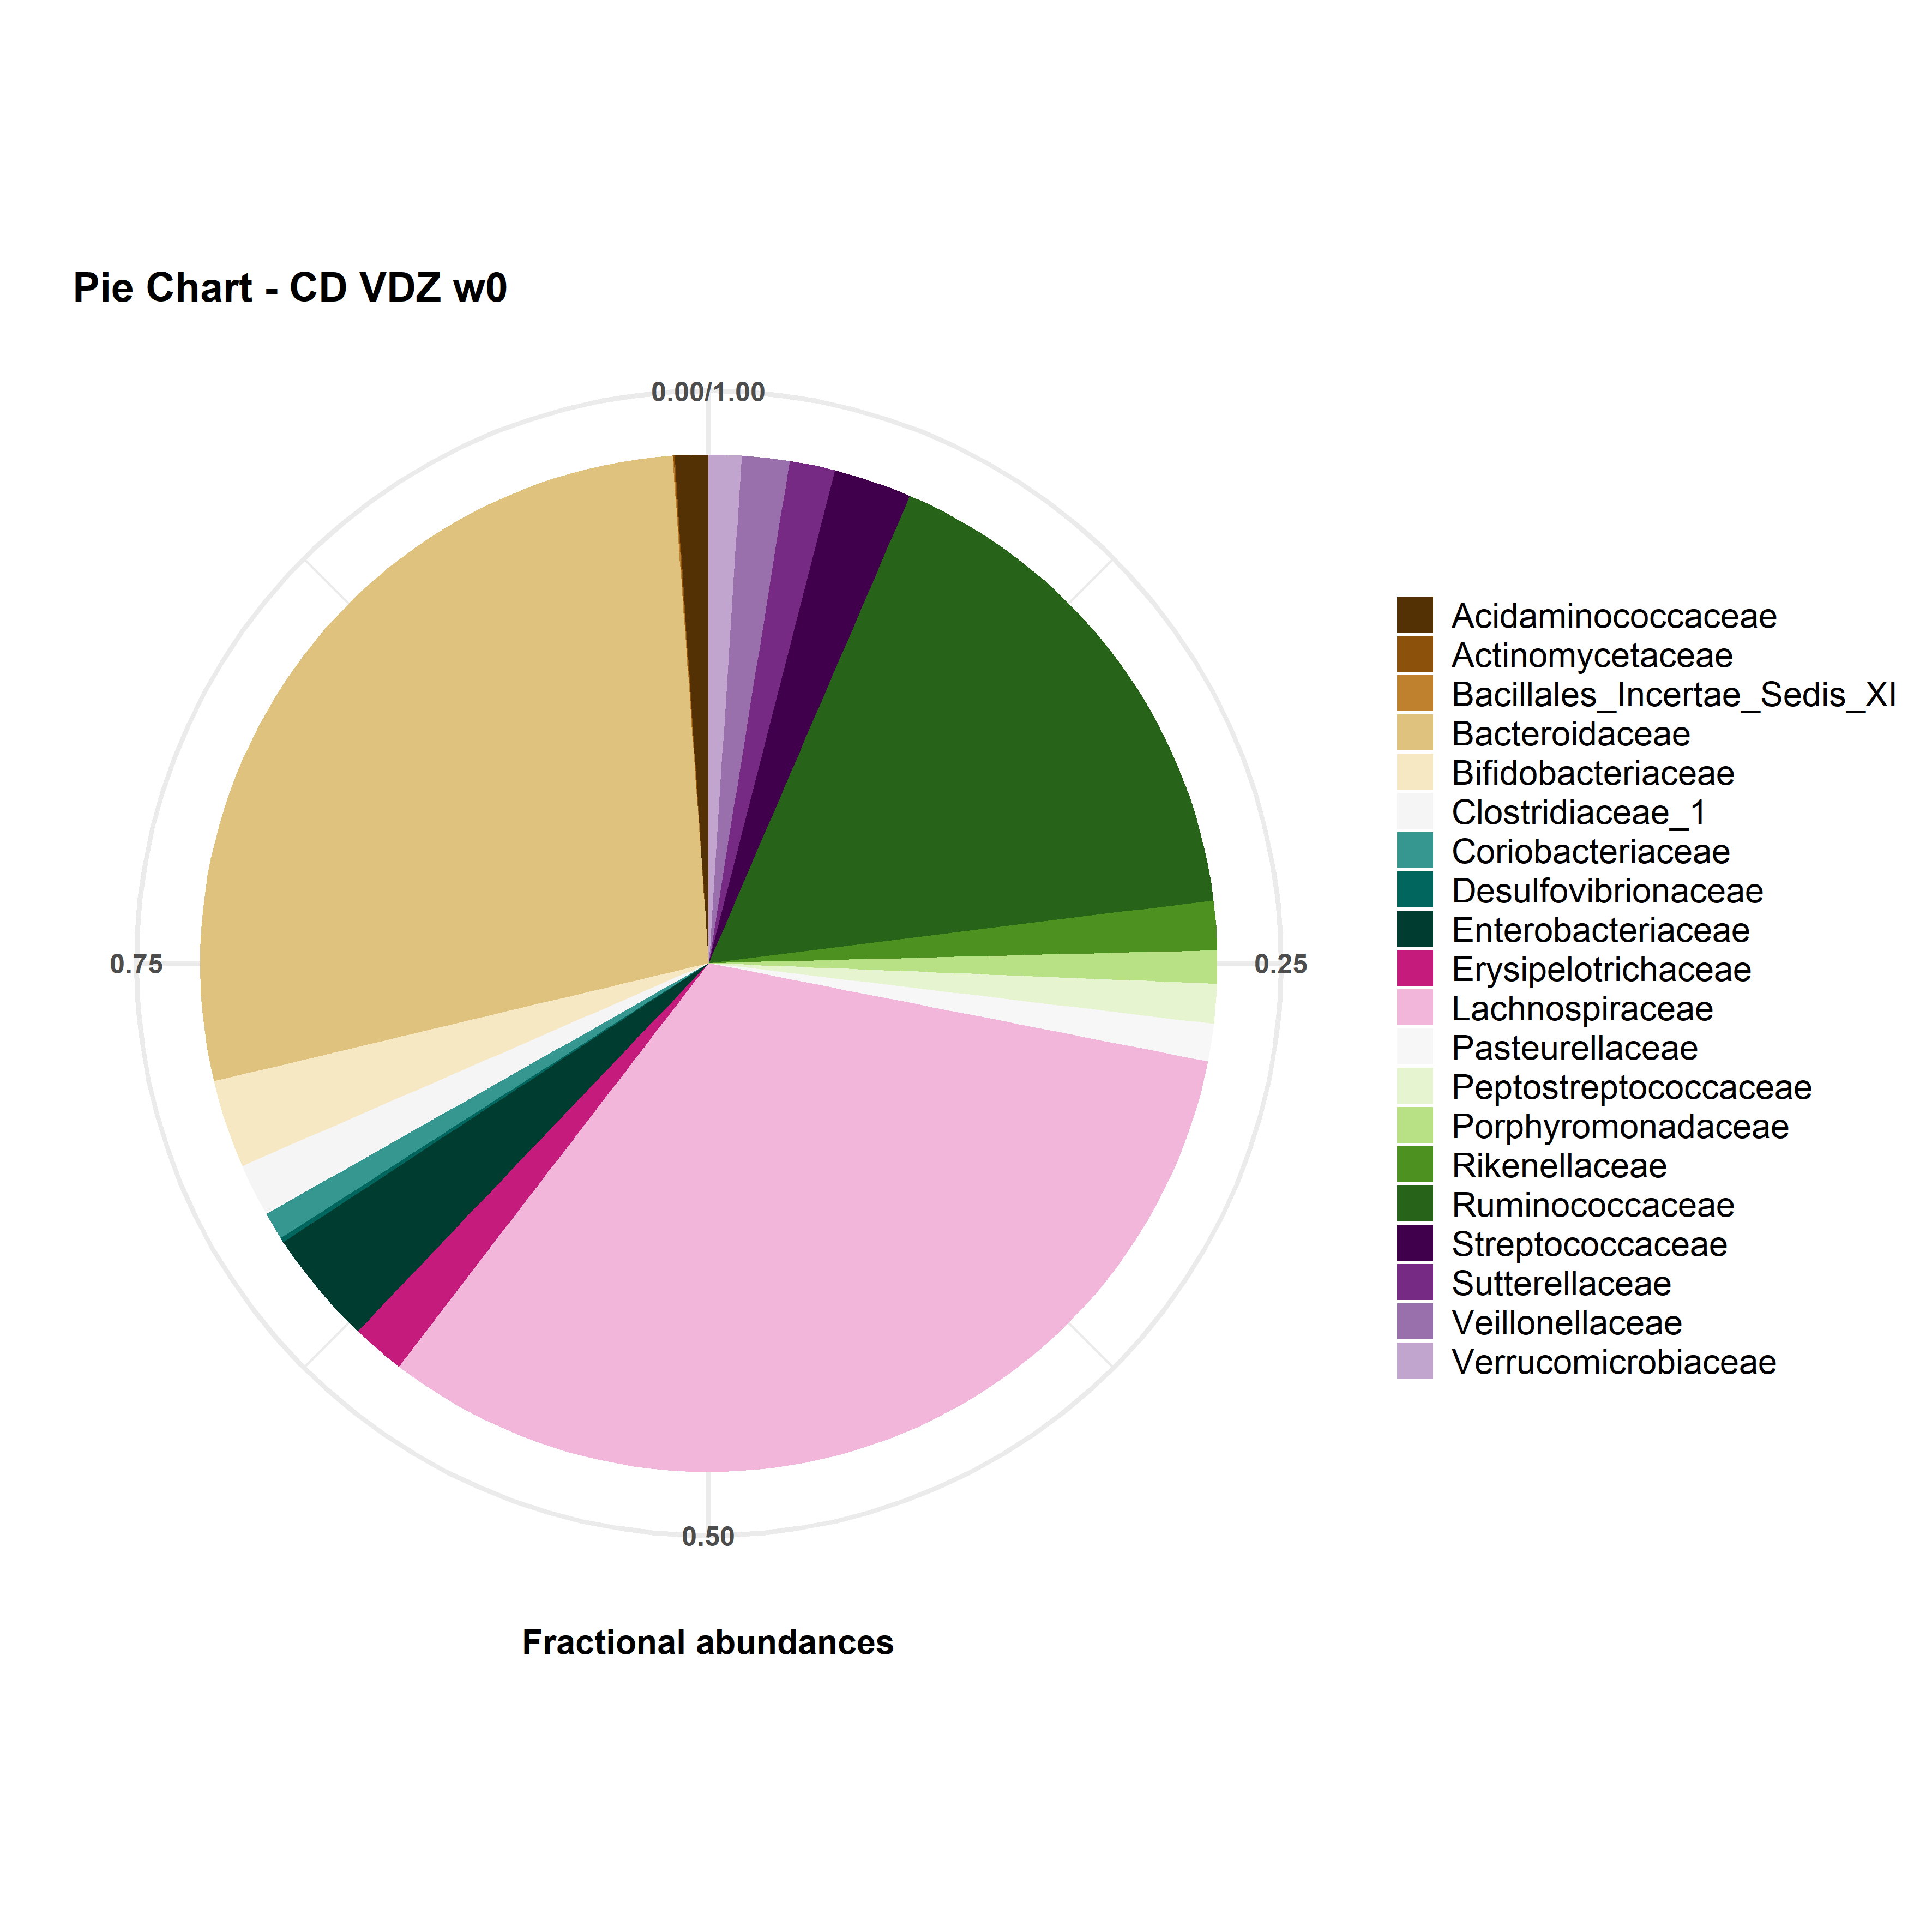 Pie Chart - CD VDZ w0
0.00/1.00
0.75
0.25
0.50
Fractional abundances
Acidaminococcaceae
Actinomycetaceae
Bacillales_Incertae_Sedis_XI
Bacteroidaceae
Bifidobacteriaceae
Clostridiaceae_1
Coriobacteriaceae
Desulfovibrionaceae
Enterobacteriaceae
Erysipelotrichaceae
Lachnospiraceae
Pasteurellaceae
Peptostreptococcaceae
Porphyromonadaceae
Rikenellaceae
Ruminococcaceae
Streptococcaceae
Sutterellaceae
Veillonellaceae
Verrucomicrobiaceae